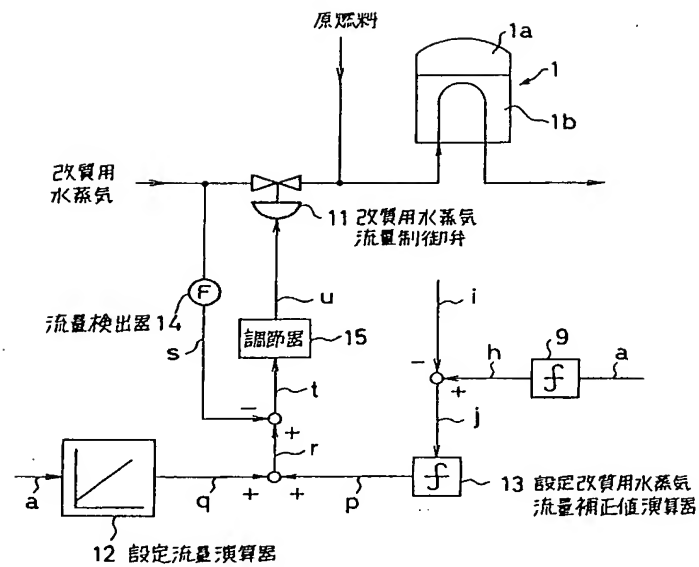 原燃料
1a
1
1b
改質用
水蒸気
11 改質用水蒸気
流量制御弁
F
流量検出器 14
s
u
i
調節器
15
9
h
f
a
−
+
t
j
−
+
r
a
q
+
+
p
f
13 設定改質用水蒸気
流量補正値演算器
12 設定流量演算器